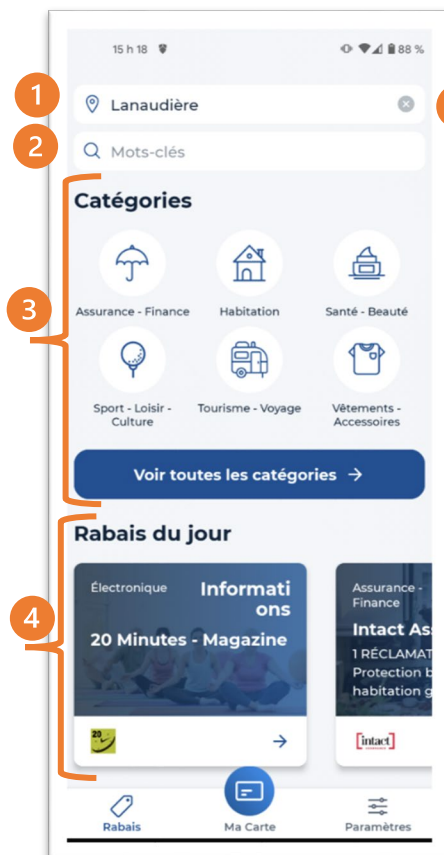 15 h 18
88 %
1
Lanaudière
2
Mots-clés
Catégories
3
Assurance - Finance
Habitation
Santé - Beauté
Sport - Loisir -
Culture
Tourisme - Voyage
Vêtements -
Accessoires
Voir toutes les catégories →
Rabais du jour
4
Électronique
Informati
ons
20 Minutes - Magazine
20
→
Assurance -
Finance
Intact As
1 RÉCLAMAT
Protection b
habitation g
[intact]
Rabais
Ma Carte
Paramètres